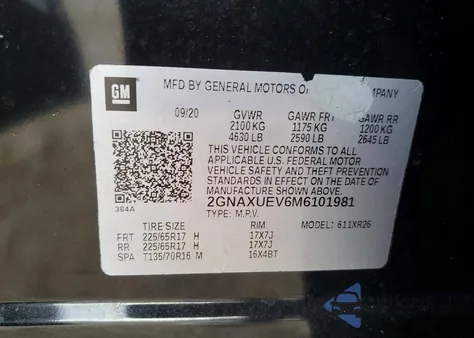 GM
MFD BY GENERAL MOTORS OF COMPANY
09/20 GVWR GAWR FRT GAWR RR
2100 KG 1175 KG 1200 KG
4630 LB 2590 LB 2645 LB
THIS VEHICLE CONFORMS TO ALL
APPLICABLE U.S. FEDERAL MOTOR
VEHICLE SAFETY AND THEFT
PREVENTION STANDARDS
IN EFFECT ON THE DATE OF
MANUFACTURE SHOWN ABOVE.
384A
2GNAXUEV6M6101981
TYPE: M.P.V.
TIRE SIZE RIM MODEL: 611XR26
FRT 225/65R17 H 17X7J
RR 225/65R17 H 17X7J
SPA T135/70R16 M 16X4BT